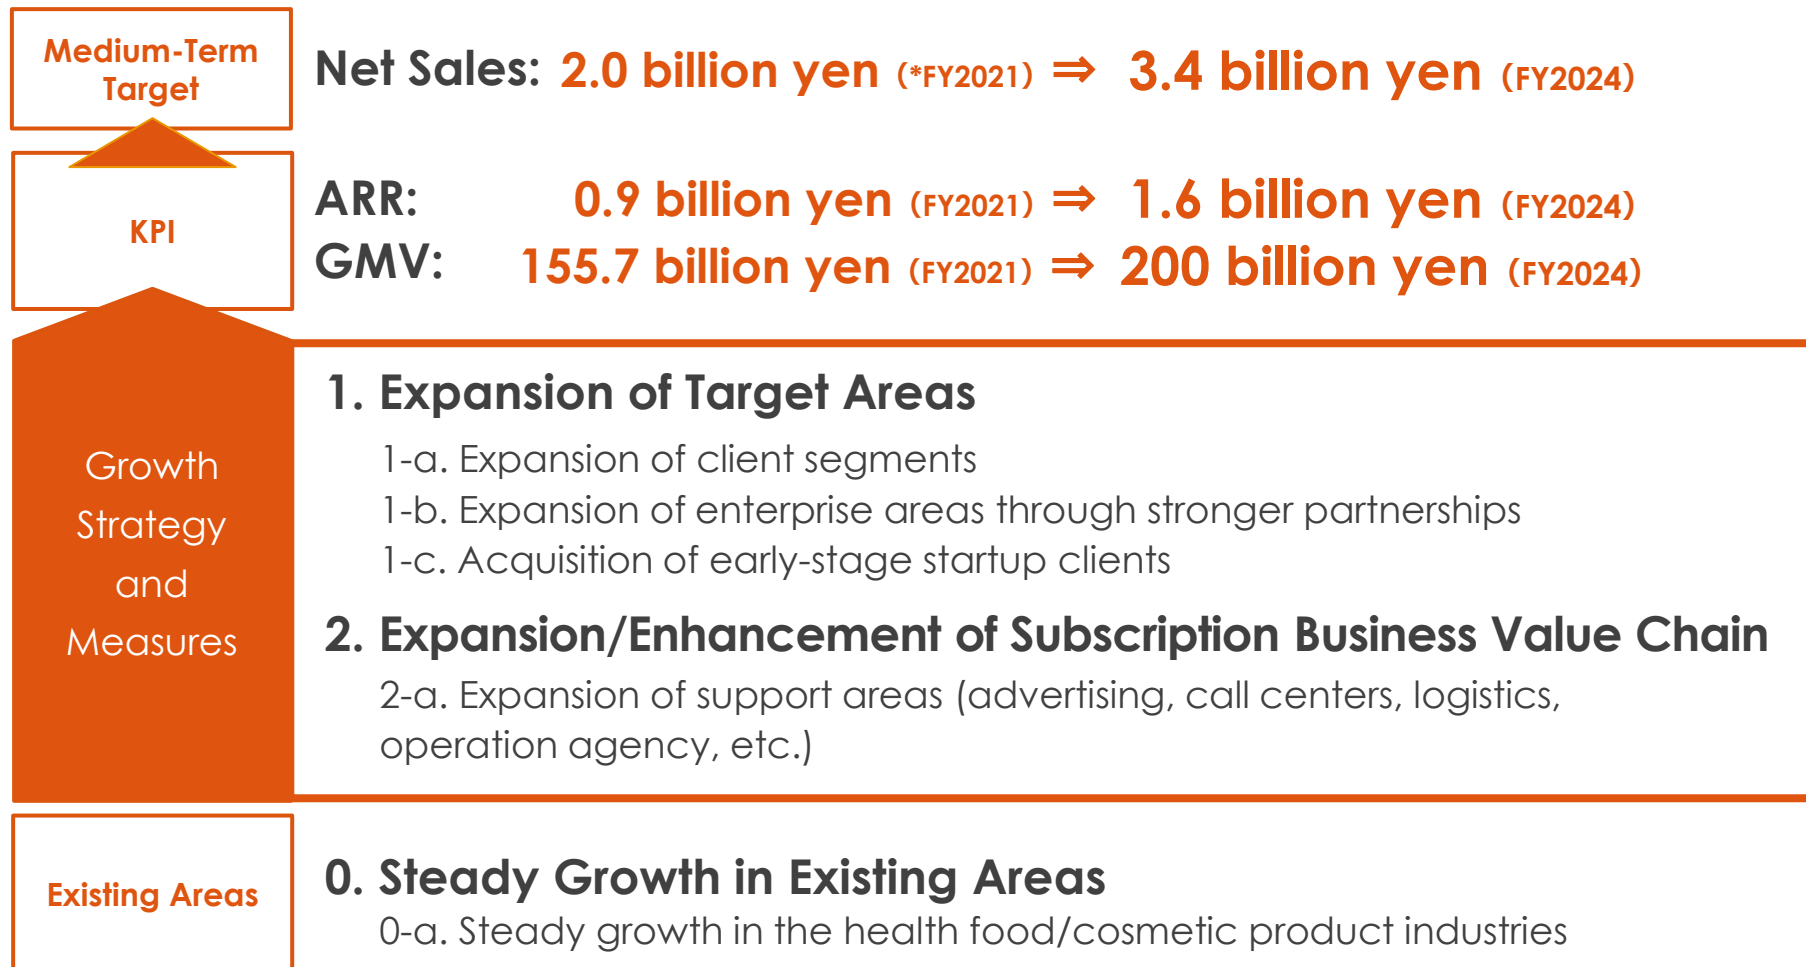 Medium-Term
Target
Net Sales: 2.0 billion yen (*FY2021) ⇒ 3.4 billion yen (FY2024)
KPI
ARR: 0.9 billion yen (FY2021) ⇒ 1.6 billion yen (FY2024)
GMV: 155.7 billion yen (FY2021) ⇒ 200 billion yen (FY2024)
Growth
Strategy
and
Measures
1. Expansion of Target Areas
1-a. Expansion of client segments
1-b. Expansion of enterprise areas through stronger partnerships
1-c. Acquisition of early-stage startup clients
2. Expansion/Enhancement of Subscription Business Value Chain
2-a. Expansion of support areas (advertising, call centers, logistics,
operation agency, etc.)
Existing Areas
0. Steady Growth in Existing Areas
0-a. Steady growth in the health food/cosmetic product industries